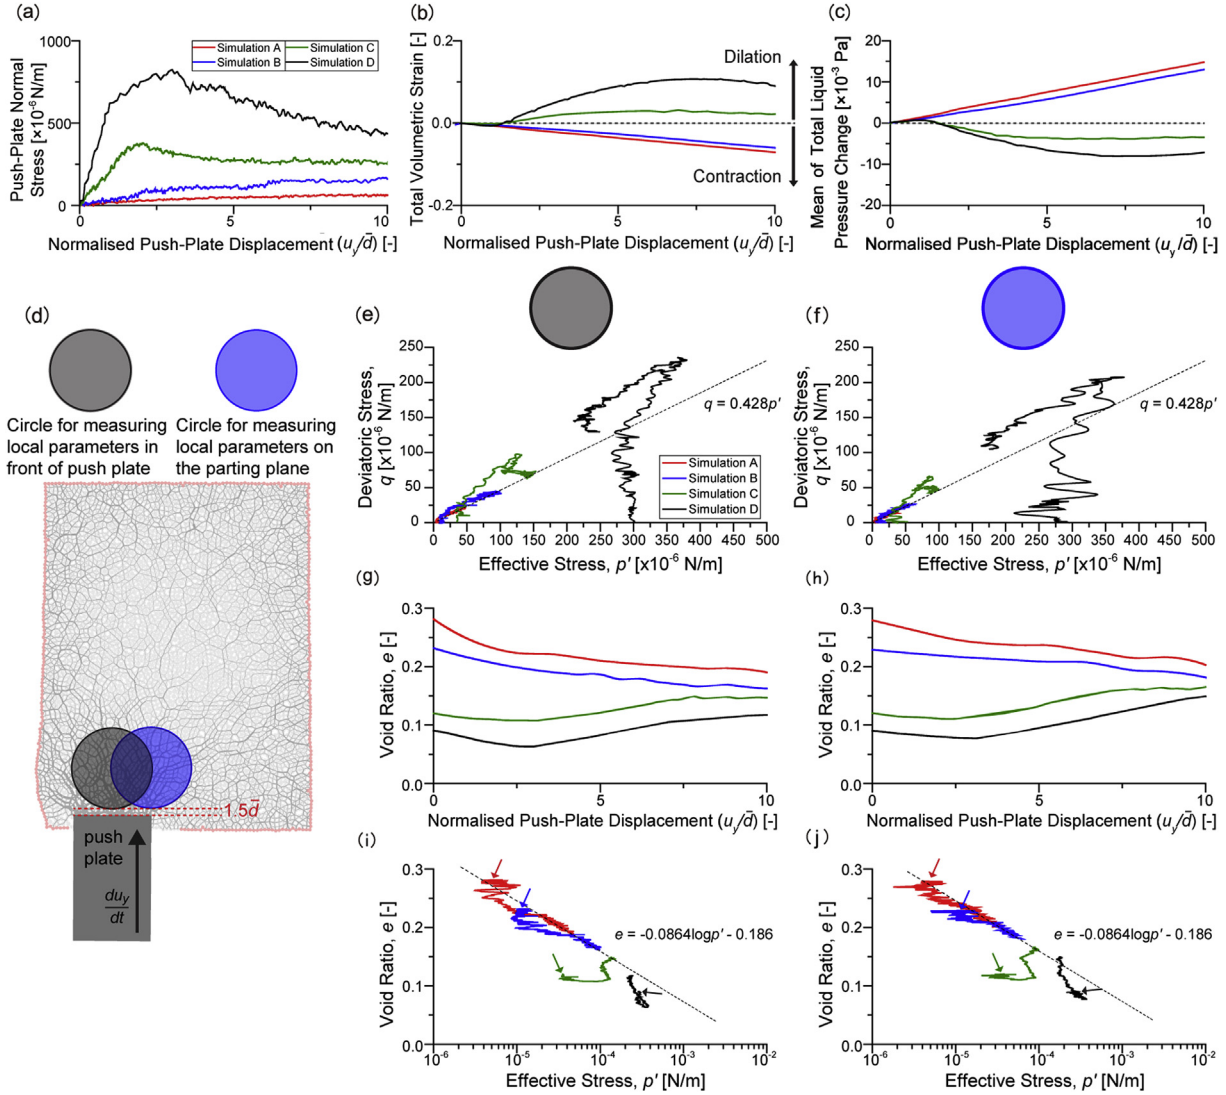 (a)
1000
500
0
Push-Plate Normal
Stress [×10⁻⁶ N/m]
Simulation A
Simulation B
Simulation C
Simulation D
0
5
10
Normalised Push-Plate Displacement (uy/d̄) [-]
(b)
0.2
0.0
-0.2
Total Volumetric Strain [-]
Dilation
Contraction
0
5
10
Normalised Push-Plate Displacement (uy/d̄) [-]
(c)
20
10
0
-10
-20
Mean of Total Liquid
Pressure Change [×10⁻³ Pa]
0
5
10
Normalised Push-Plate Displacement (uy/d̄) [-]
(d)
Circle for measuring
local parameters in
front of push plate
Circle for measuring
local parameters on
the parting plane
1.5d̄
push
plate
duy
dt
(e)
250
200
150
100
50
0
Deviatoric Stress,
q [x10⁻⁶ N/m]
q = 0.428p'
Simulation A
Simulation B
Simulation C
Simulation D
50 100 150 200 250 300 350 400 450 500
Effective Stress, p' [x10⁻⁶ N/m]
(f)
250
200
150
100
50
0
Deviatoric Stress,
q [x10⁻⁶ N/m]
q = 0.428p'
50 100 150 200 250 300 350 400 450 500
Effective Stress, p' [x10⁻⁶ N/m]
(g)
0.3
0.2
0.1
0.0
Void Ratio, e [-]
0
5
10
Normalised Push-Plate Displacement (uy/d̄) [-]
(h)
0.3
0.2
0.1
0.0
Void Ratio, e [-]
0
5
10
Normalised Push-Plate Displacement (uy/d̄) [-]
(i)
0.3
0.2
0.1
0.0
Void Ratio, e [-]
e = -0.0864logp' - 0.186
10⁻⁶ 10⁻⁵ 10⁻⁴ 10⁻³ 10⁻²
Effective Stress, p' [N/m]
(j)
0.3
0.2
0.1
0.0
Void Ratio, e [-]
e = -0.0864logp' - 0.186
10⁻⁶ 10⁻⁵ 10⁻⁴ 10⁻³ 10⁻²
Effective Stress, p' [N/m]